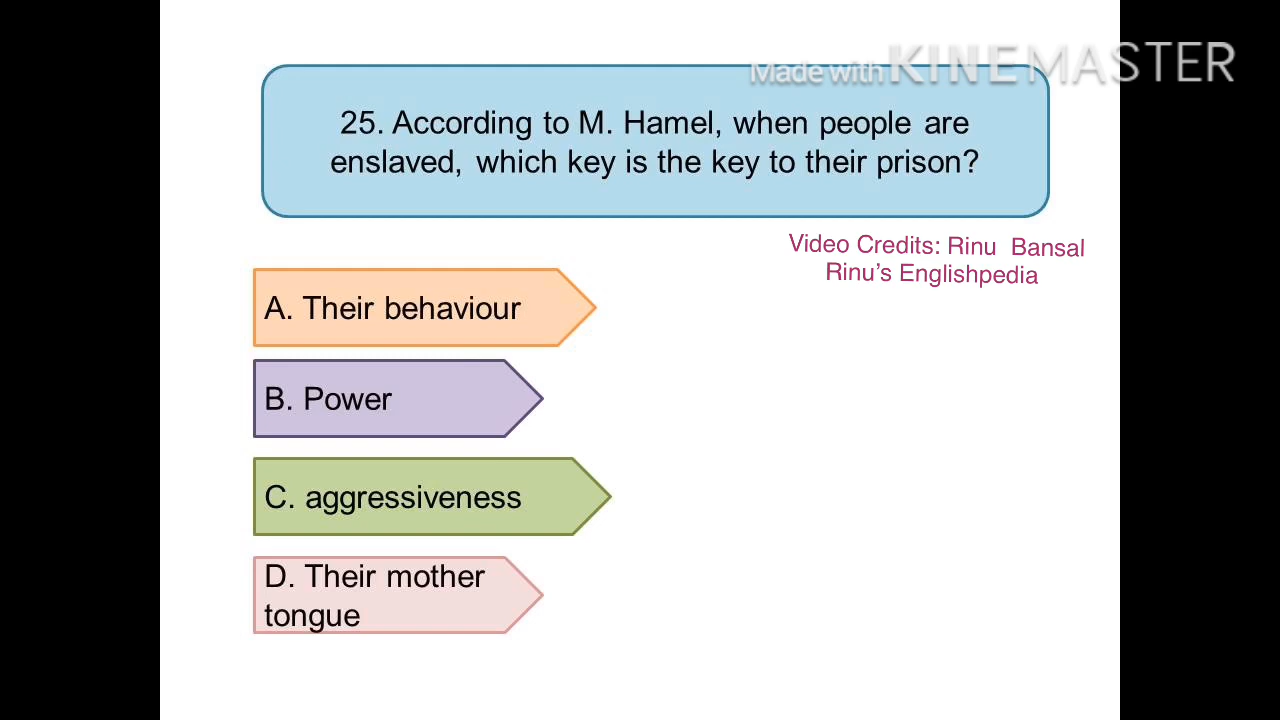 Made with KINEMASTER
25. According to M. Hamel, when people are
enslaved, which key is the key to their prison?
Video Credits: Rinu Bansal
Rinu’s Englishpedia
A. Their behaviour
B. Power
C. aggressiveness
D. Their mother
tongue